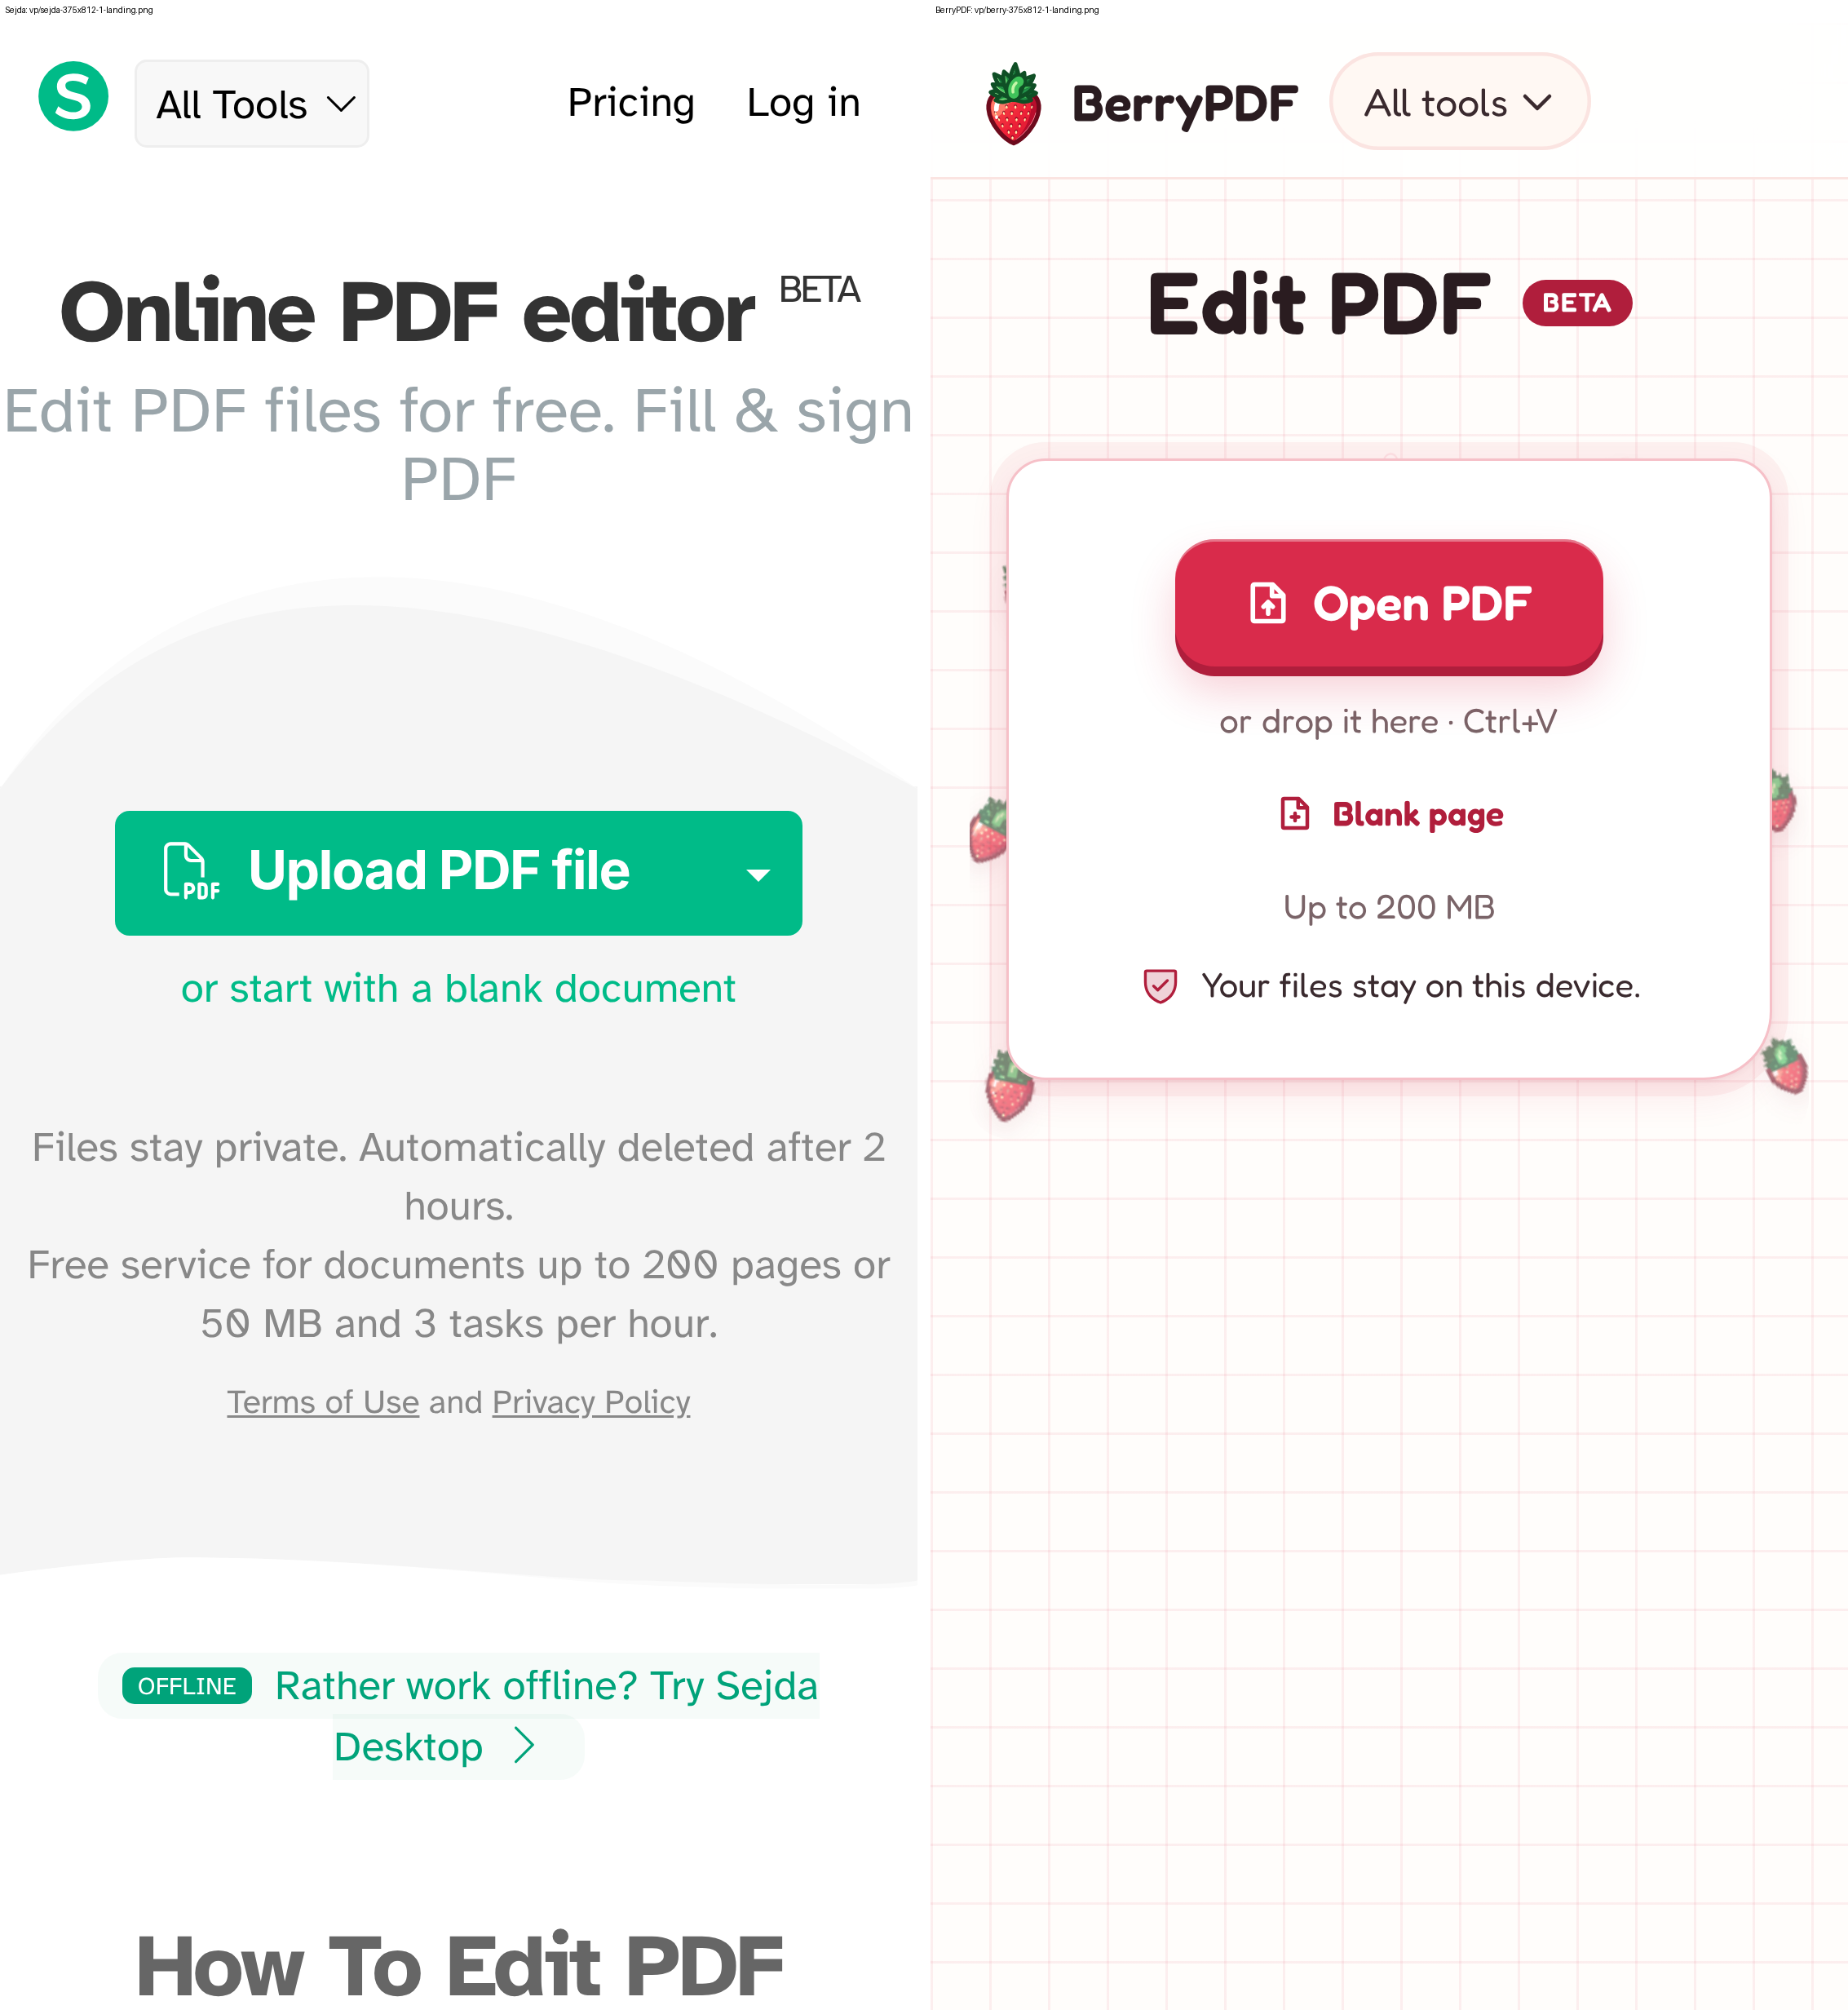 Sejda: vp/sejda-375x812-1-landing.png
S
All Tools
Pricing
Log in
Online PDF editor BETA
Edit PDF files for free. Fill & sign
PDF
PDF
Upload PDF file
or start with a blank document
Files stay private. Automatically deleted after 2
hours.
Free service for documents up to 200 pages or
50 MB and 3 tasks per hour.
Terms of Use and Privacy Policy
OFFLINE Rather work offline? Try Sejda
Desktop
How To Edit PDF
BerryPDF: vp/berry-375x812-1-landing.png
BerryPDF
All tools
Edit PDF BETA
Open PDF
or drop it here · Ctrl+V
Blank page
Up to 200 MB
Your files stay on this device.